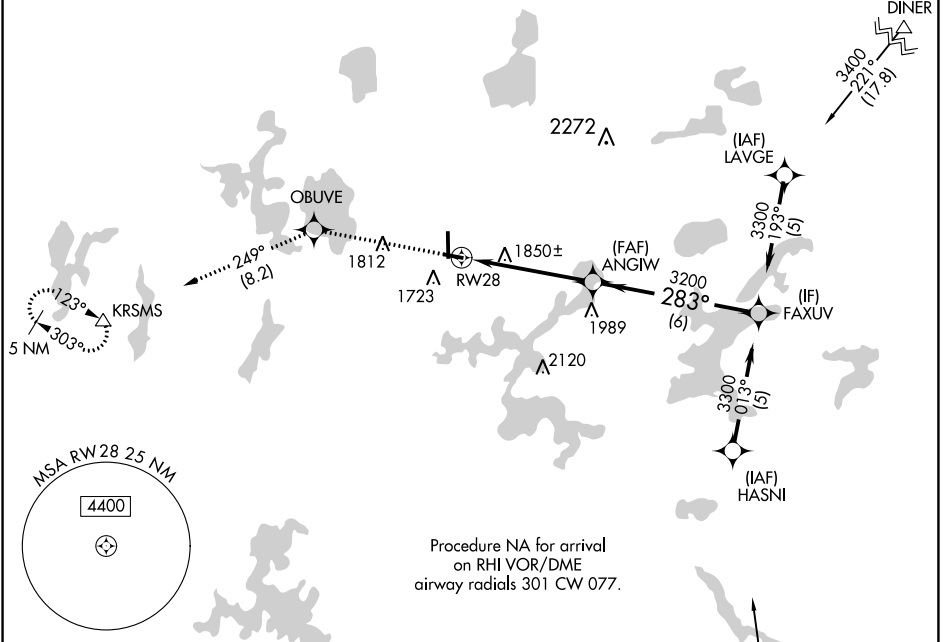 DINER
3400
221°
(17.8)
2272
(IAF)
LAVGE
3300
193°
(5)
OBUVE
1812
1850±
RW28
1723
(FAF)
ANGIW
3200
283°
(6)
(IF)
FAXUV
1989
2120
249°
(8.2)
123°
KRSMS
5 NM
303°
3300
013°
(5)
(IAF)
HASNI
MSA RW 28 25 NM
4400
Procedure NA for arrival
on RHI VOR/DME
airway radials 301 CW 077.